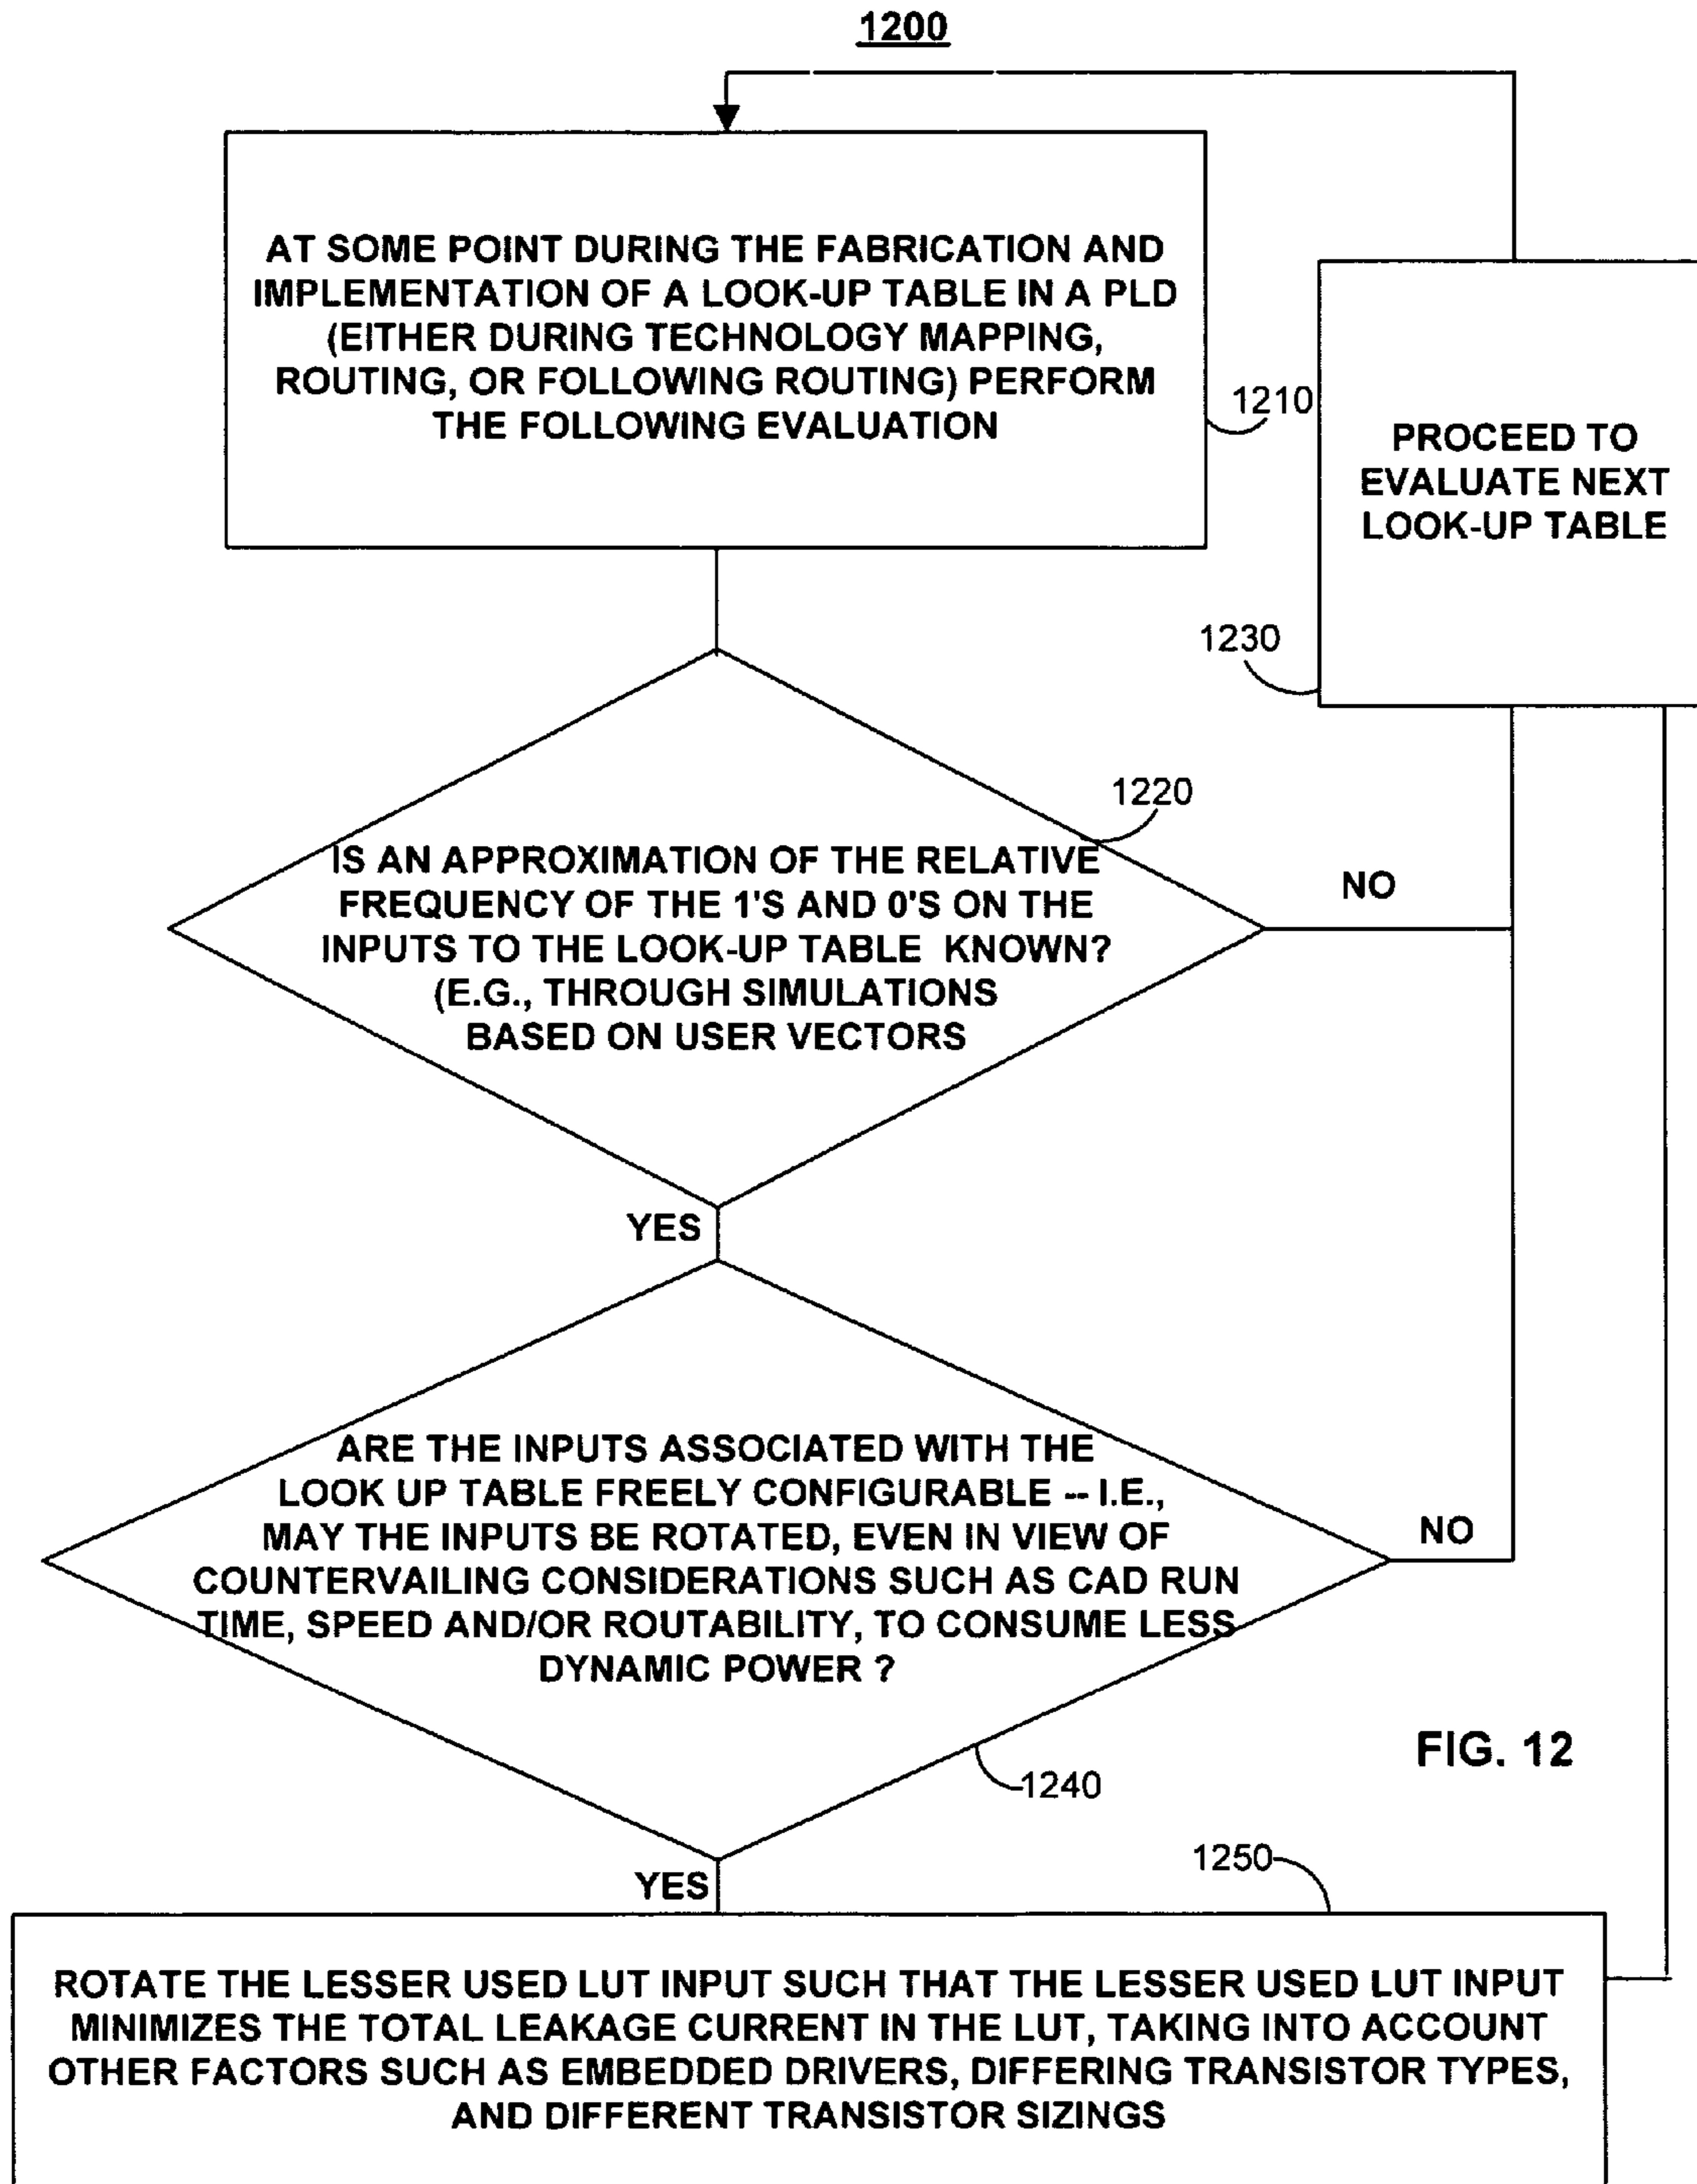 1200
AT SOME POINT DURING THE FABRICATION AND
IMPLEMENTATION OF A LOOK-UP TABLE IN A PLD
(EITHER DURING TECHNOLOGY MAPPING,
ROUTING, OR FOLLOWING ROUTING) PERFORM
THE FOLLOWING EVALUATION
1210
PROCEED TO
EVALUATE NEXT
LOOK-UP TABLE
1230
1220
IS AN APPROXIMATION OF THE RELATIVE
FREQUENCY OF THE 1'S AND 0'S ON THE
INPUTS TO THE LOOK-UP TABLE KNOWN?
(E.G., THROUGH SIMULATIONS
BASED ON USER VECTORS
NO
YES
ARE THE INPUTS ASSOCIATED WITH THE
LOOK UP TABLE FREELY CONFIGURABLE -- I.E.,
MAY THE INPUTS BE ROTATED, EVEN IN VIEW OF
COUNTERVAILING CONSIDERATIONS SUCH AS CAD RUN
TIME, SPEED AND/OR ROUTABILITY, TO CONSUME LESS
DYNAMIC POWER ?
NO
1240
FIG. 12
YES
1250
ROTATE THE LESSER USED LUT INPUT SUCH THAT THE LESSER USED LUT INPUT
MINIMIZES THE TOTAL LEAKAGE CURRENT IN THE LUT, TAKING INTO ACCOUNT
OTHER FACTORS SUCH AS EMBEDDED DRIVERS, DIFFERING TRANSISTOR TYPES,
AND DIFFERENT TRANSISTOR SIZINGS